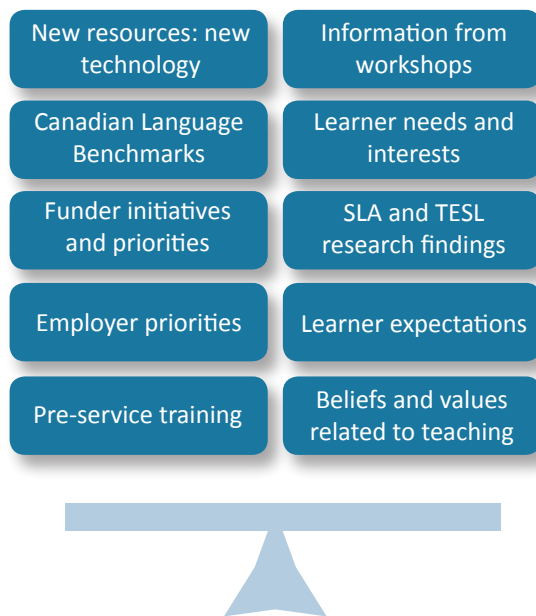 New resources: new
technology
Information from
workshops
Canadian Language
Benchmarks
Learner needs and
interests
Funder initiatives
and priorities
SLA and TESL
research findings
Employer priorities
Learner expectations
Pre-service training
Beliefs and values
related to teaching